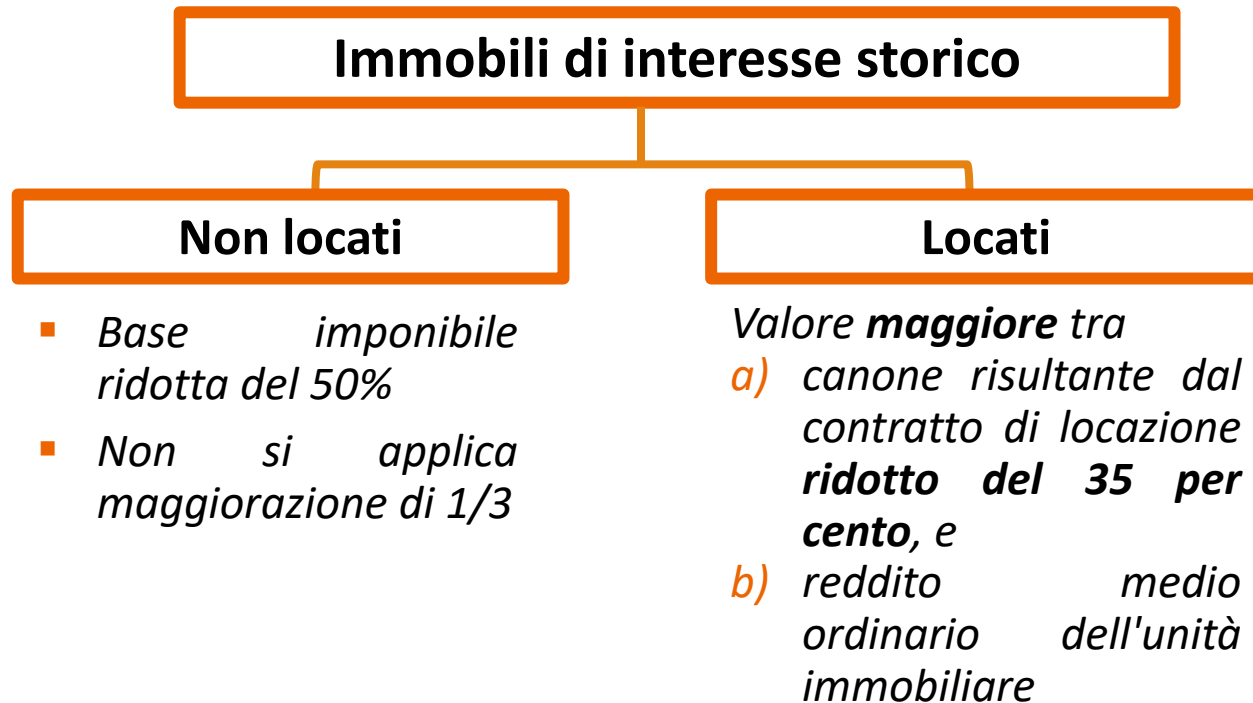 Immobili di interesse storico
Non locati
▪ Base imponibile
ridotta del 50%
▪ Non si applica
maggiorazione di 1/3
Locati
Valore maggiore tra
a) canone risultante dal
contratto di locazione
ridotto del 35 per
cento, e
b) reddito medio
ordinario dell'unità
immobiliare